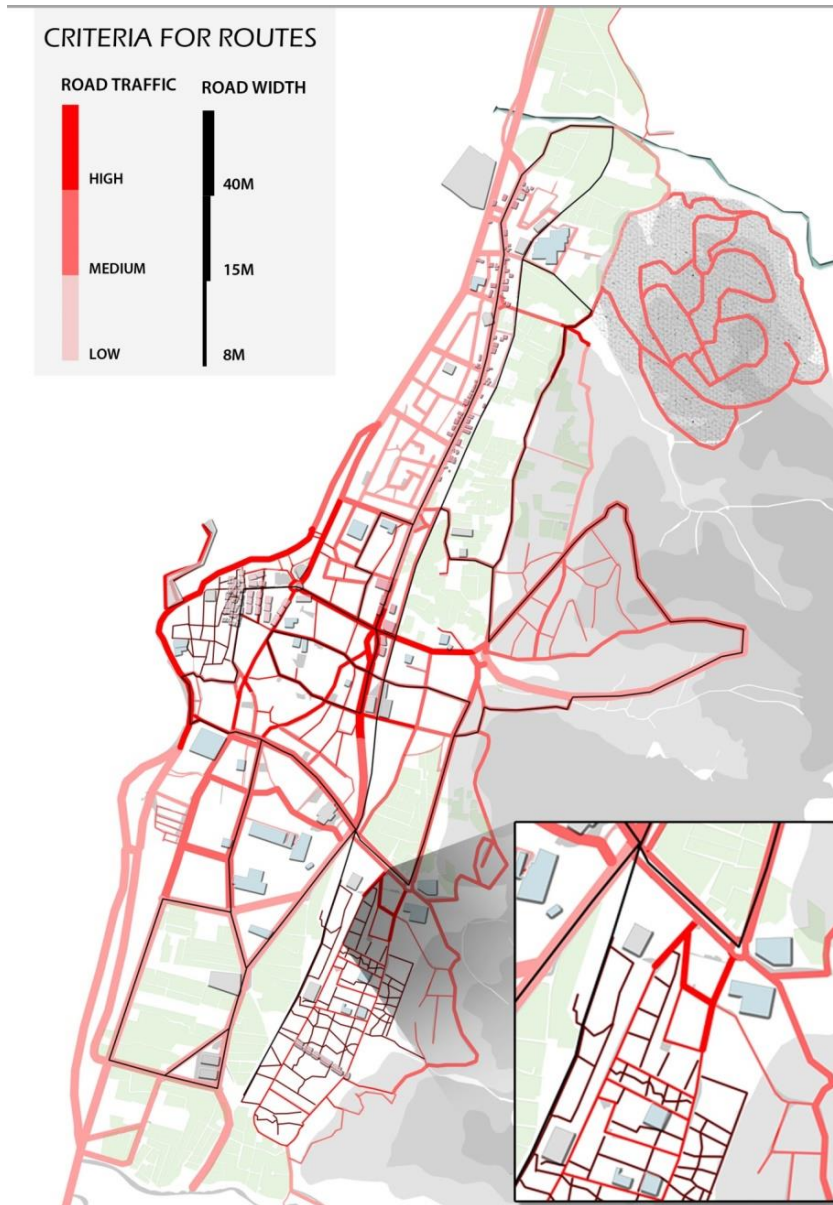 CRITERIA FOR ROUTES
ROAD TRAFFIC
ROAD WIDTH
HIGH
40M
MEDIUM
15M
LOW
8M